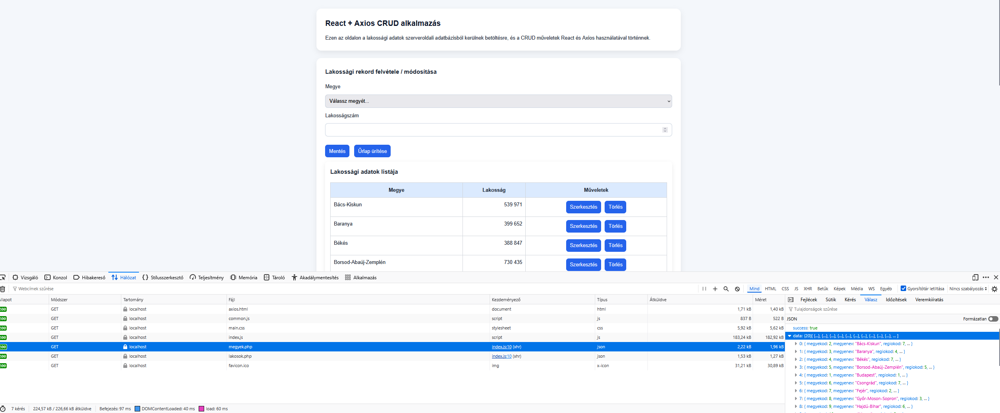 React + Axios CRUD alkalmazás
Ezen az oldalon a lakossági adatok szerveroldali adatbázisból kerülnek betöltésre, és a CRUD műveletek React és Axios használatával történnek.
Lakossági rekord felvétele / módosítása
Megye
Válassz megyét...
Lakosságszám
Mentés Űrlap ürítése
Lakossági adatok listája
Megye Lakosság Műveletek
Bács-Kiskun 539 971 Szerkesztés Törlés
Baranya 399 652 Szerkesztés Törlés
Békés 388 847 Szerkesztés Törlés
Borsod-Abaúj-Zemplén 730 435 Szerkesztés Törlés
Vizsgáló Konzol Hibakereső Hálózat Stílusszerkesztő Teljesítmény Memória Tároló Akadálymentesítés Alkalmazás
Webcímek szűrése Mind HTML CSS JS XHR Betűk Képek Média WS Egyéb Gyorsítótár letiltása Nincs szabályozás
Állapot Módszer Tartomány Fájl Kezdeményező Típus Átküldve Méret
200 GET localhost axios.html document html 1,71 kB 1,40 kB
200 GET localhost common.js script js 837 B 522 B
200 GET localhost main.css stylesheet css 5,92 kB 5,62 kB
200 GET localhost index.js script js 183,24 kB 182,92 kB
200 GET localhost megyek.php index.js:10 (xhr) json 2,22 kB 1,96 kB
200 GET localhost lakosok.php index.js:10 (xhr) json 1,53 kB 1,27 kB
200 GET localhost favicon.ico img x-icon 31,21 kB 30,89 kB
7 kérés 224,57 kB / 226,66 kB átküldve Befejezés: 97 ms DOMContentLoaded: 40 ms load: 60 ms
Fejlécek Sütik Kérés Válasz Időzítések Veremkiíratás
Tulajdonságok szűrése
JSON Formázatlan
success: true
data: (20)[ {…}, {…}, {…}, {…}, {…}, {…}, {…}, {…}, {…}, {…}, … ]
0: { megyekod: 2, megyenev: "Bács-Kiskun", regiokod: 7, … }
1: { megyekod: 3, megyenev: "Baranya", regiokod: 4, … }
2: { megyekod: 4, megyenev: "Békés", regiokod: 7, … }
3: { megyekod: 5, megyenev: "Borsod-Abaúj-Zemplén", regiokod: 5, … }
4: { megyekod: 1, megyenev: "Budapest", regiokod: 1, … }
5: { megyekod: 6, megyenev: "Csongrád", regiokod: 7, … }
6: { megyekod: 7, megyenev: "Fejér", regiokod: 2, … }
7: { megyekod: 8, megyenev: "Győr-Moson-Sopron", regiokod: 3, … }
8: { megyekod: 9, megyenev: "Hajdú-Bihar", regiokod: 6, … }